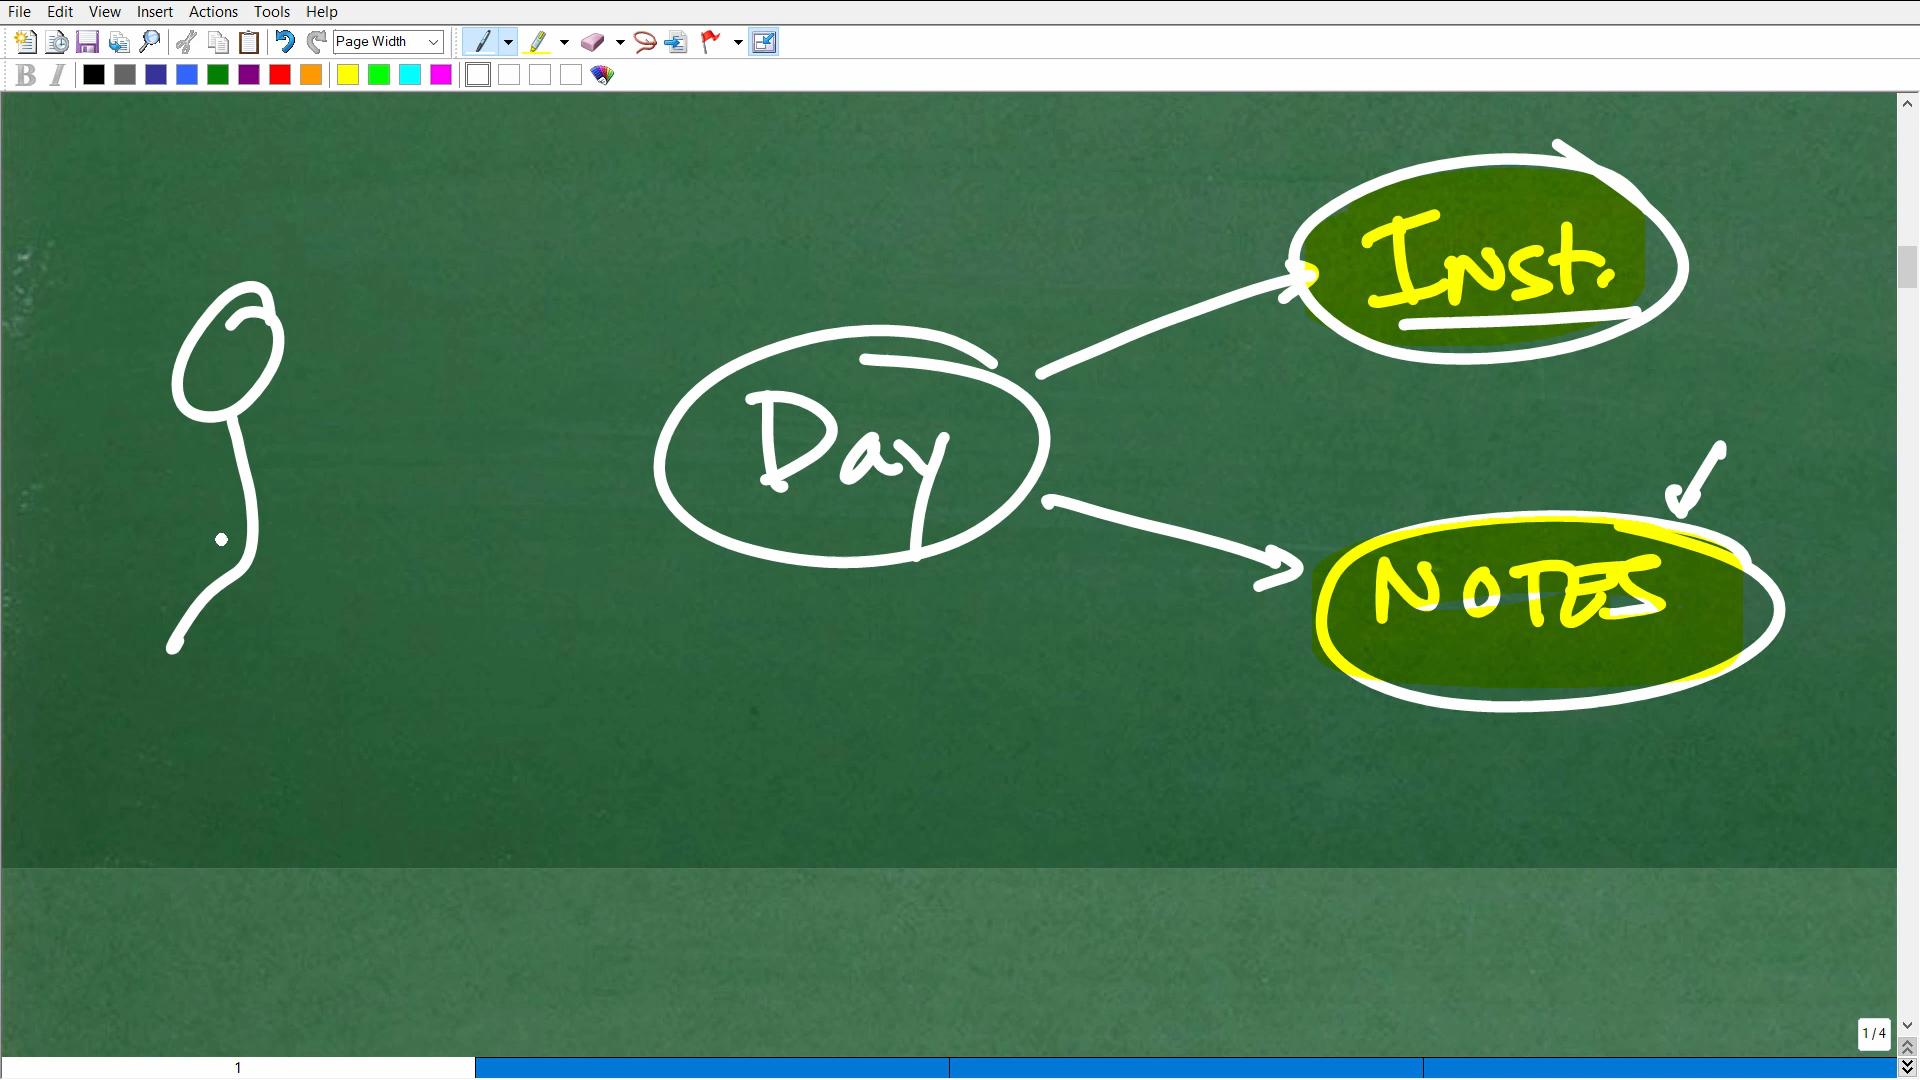 File Edit View Insert Actions Tools Help
Page Width
B I
Inst.
Day
NOTES
1 / 4
1